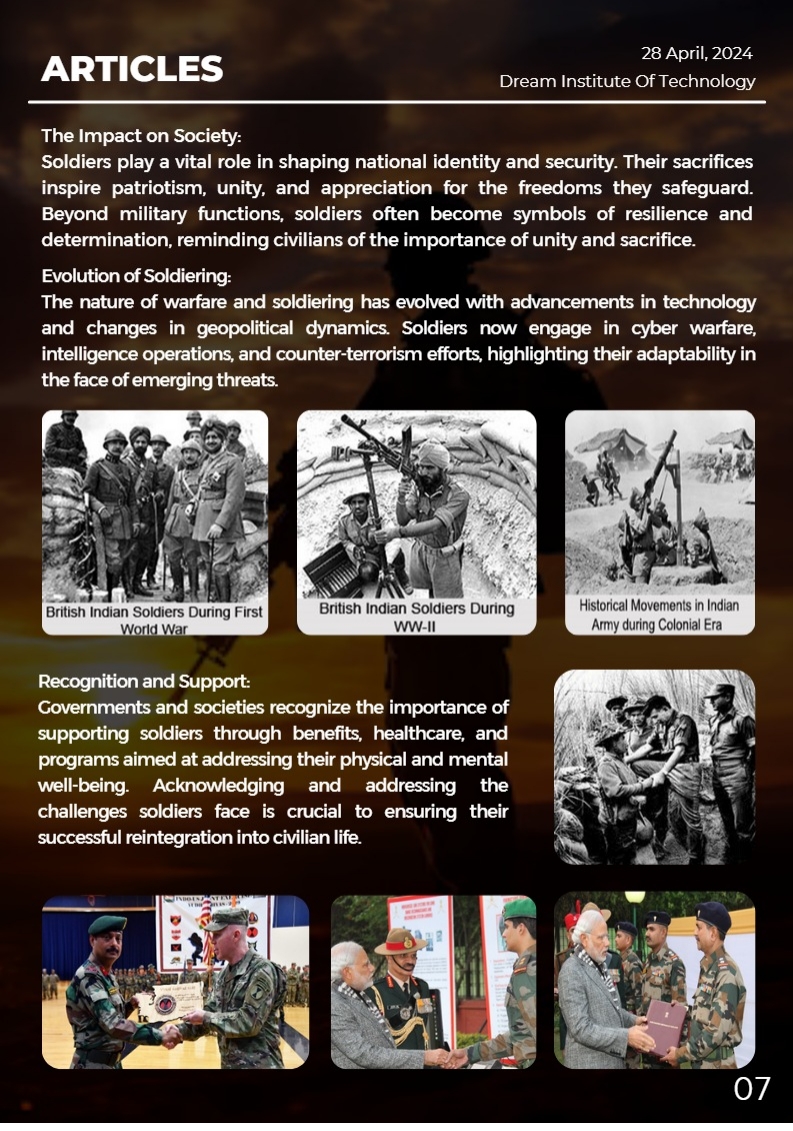 ARTICLES
28 April, 2024
Dream Institute Of Technology
The Impact on Society:
Soldiers play a vital role in shaping national identity and security. Their sacrifices
inspire patriotism, unity, and appreciation for the freedoms they safeguard.
Beyond military functions, soldiers often become symbols of resilience and
determination, reminding civilians of the importance of unity and sacrifice.
Evolution of Soldiering:
The nature of warfare and soldiering has evolved with advancements in technology
and changes in geopolitical dynamics. Soldiers now engage in cyber warfare,
intelligence operations, and counter-terrorism efforts, highlighting their adaptability in
the face of emerging threats.
British Indian Soldiers During First
World War
British Indian Soldiers During
WW-II
Historical Movements in Indian
Army during Colonial Era
Recognition and Support:
Governments and societies recognize the importance of
supporting soldiers through benefits, healthcare, and
programs aimed at addressing their physical and mental
well-being. Acknowledging and addressing the
challenges soldiers face is crucial to ensuring their
successful reintegration into civilian life.
07